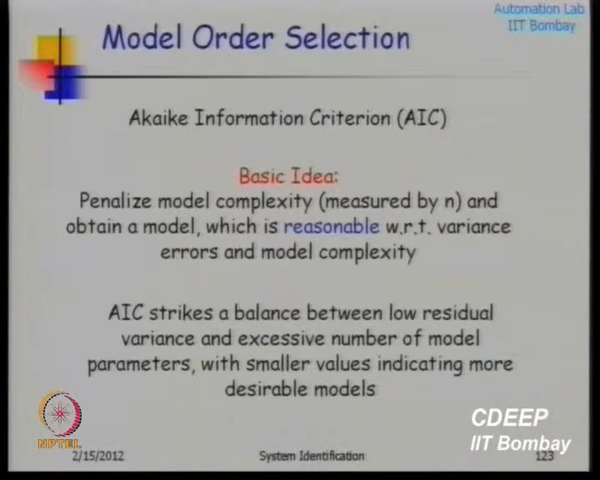 Automation Lab
IIT Bombay
Model Order Selection
Akaike Information Criterion (AIC)
Basic Idea:
Penalize model complexity (measured by n) and
obtain a model, which is reasonable w.r.t. variance
errors and model complexity
AIC strikes a balance between low residual
variance and excessive number of model
parameters, with smaller values indicating more
desirable models
NPTEL
CDEEP
IIT Bombay
2/15/2012
System Identification
123